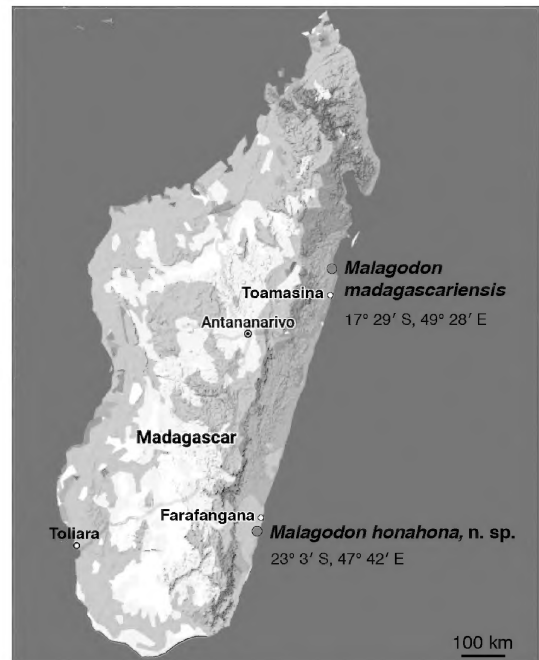 Malagodon
madagascariensis
Toamasina
17° 29′ S, 49° 28′ E
Antananarivo
Madagascar
Farafangana
Toliara
Malagodon honahona, n. sp.
23° 3′ S, 47° 42′ E
100 km